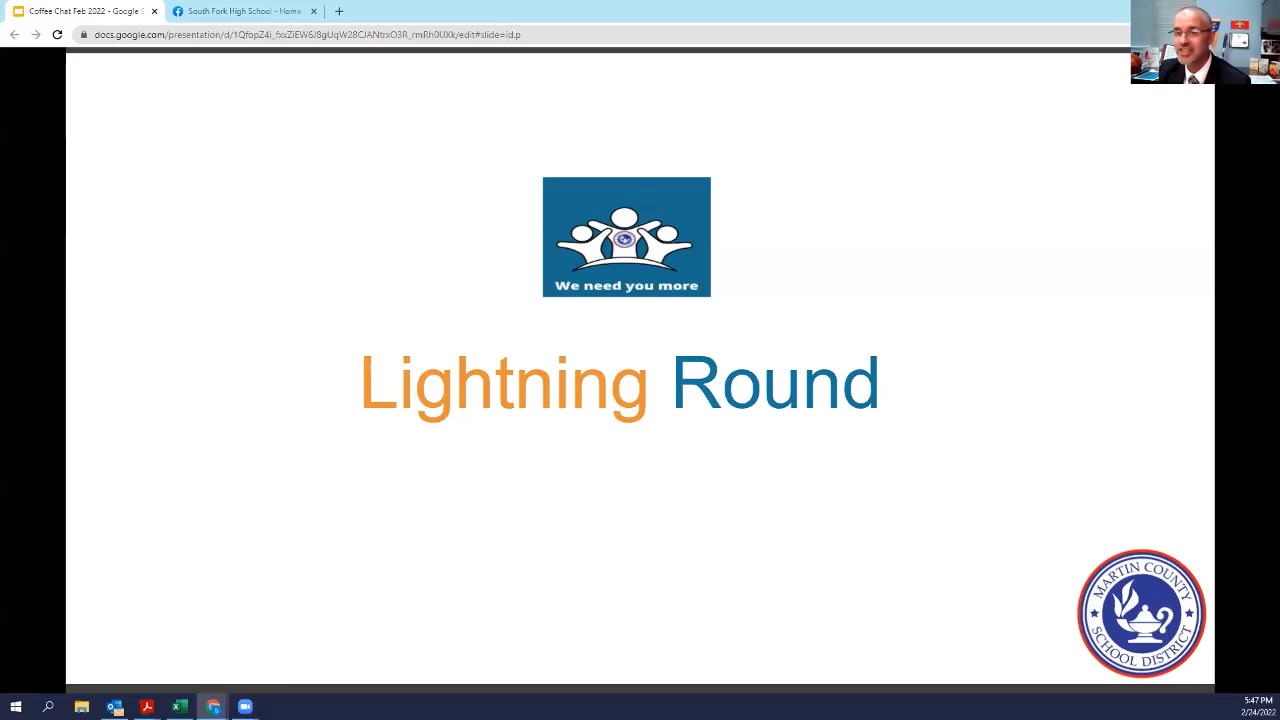 Coffee Chat Feb 2022 - Google S
South Fork High School - Home
We need you more
Lightning Round
MARTIN COUNTY
SCHOOL DISTRICT
5:47 PM
2/24/2022